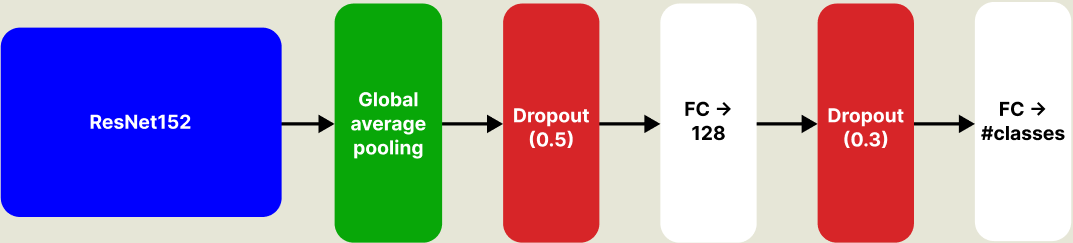 ResNet152
Global
average
pooling
Dropout
(0.5)
FC →
128
Dropout
(0.3)
FC →
#classes